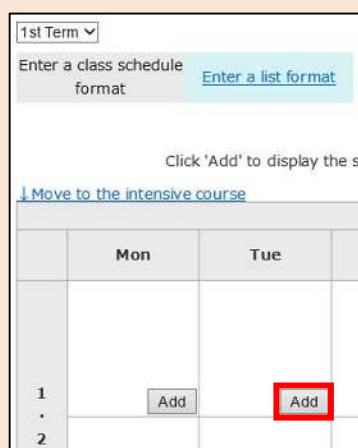 1st Term
Enter a class schedule format
Enter a list format
Click 'Add' to display the s
↓Move to the intensive course
Mon Tue
1
Add Add
・
2